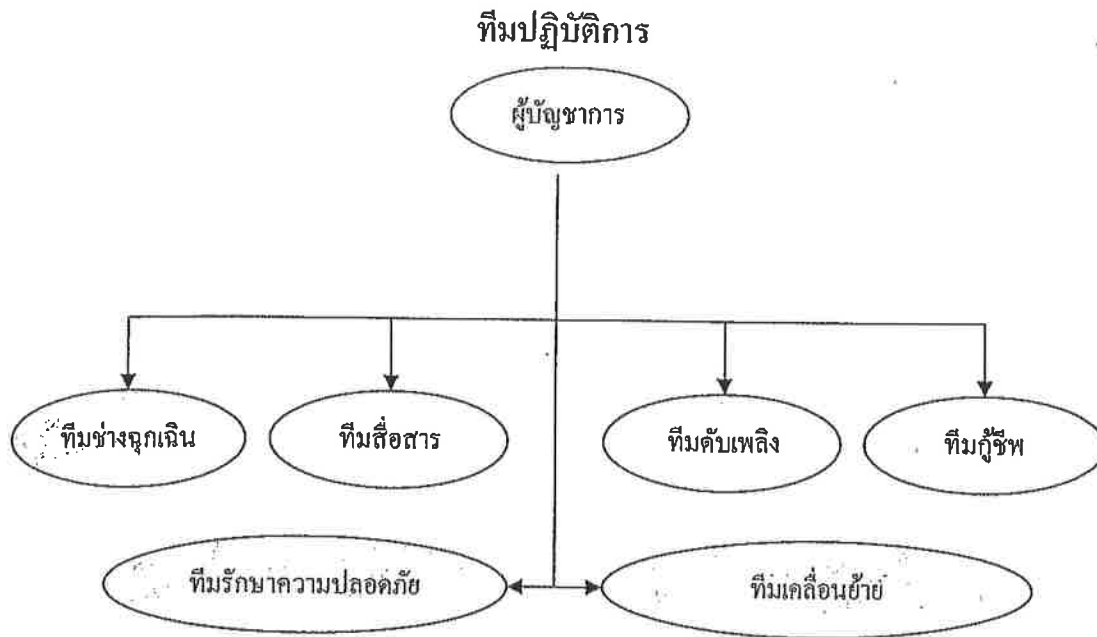 ทีมปฏิบัติการ
ผู้บัญชาการ
ทีมช่างฉุกเฉิน
ทีมสื่อสาร
ทีมดับเพลิง
ทีมกู้ชีพ
ทีมรักษาความปลอดภัย
ทีมเคลื่อนย้าย